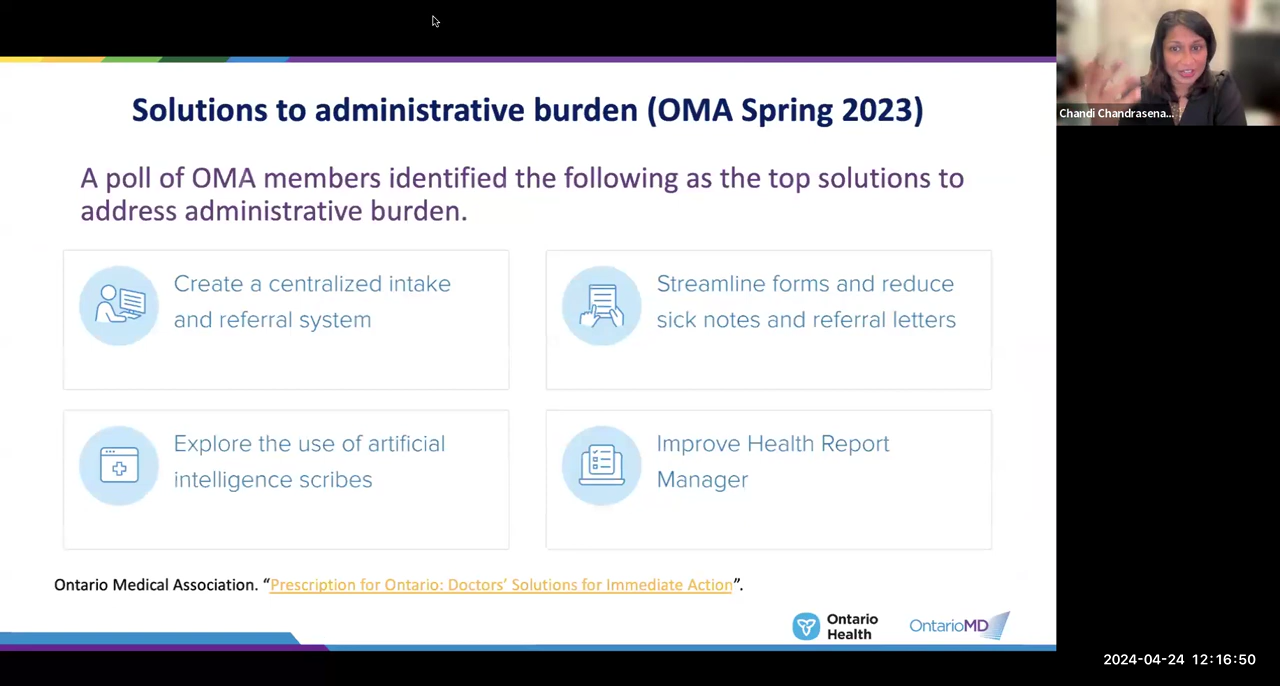 Solutions to administrative burden (OMA Spring 2023)
A poll of OMA members identified the following as the top solutions to
address administrative burden.
Create a centralized intake
and referral system
Streamline forms and reduce
sick notes and referral letters
Explore the use of artificial
intelligence scribes
Improve Health Report
Manager
Ontario Medical Association. “Prescription for Ontario: Doctors’ Solutions for Immediate Action”.
Ontario
Health
OntarioMD
Chandi Chandrasena...
2024-04-24 12:16:50